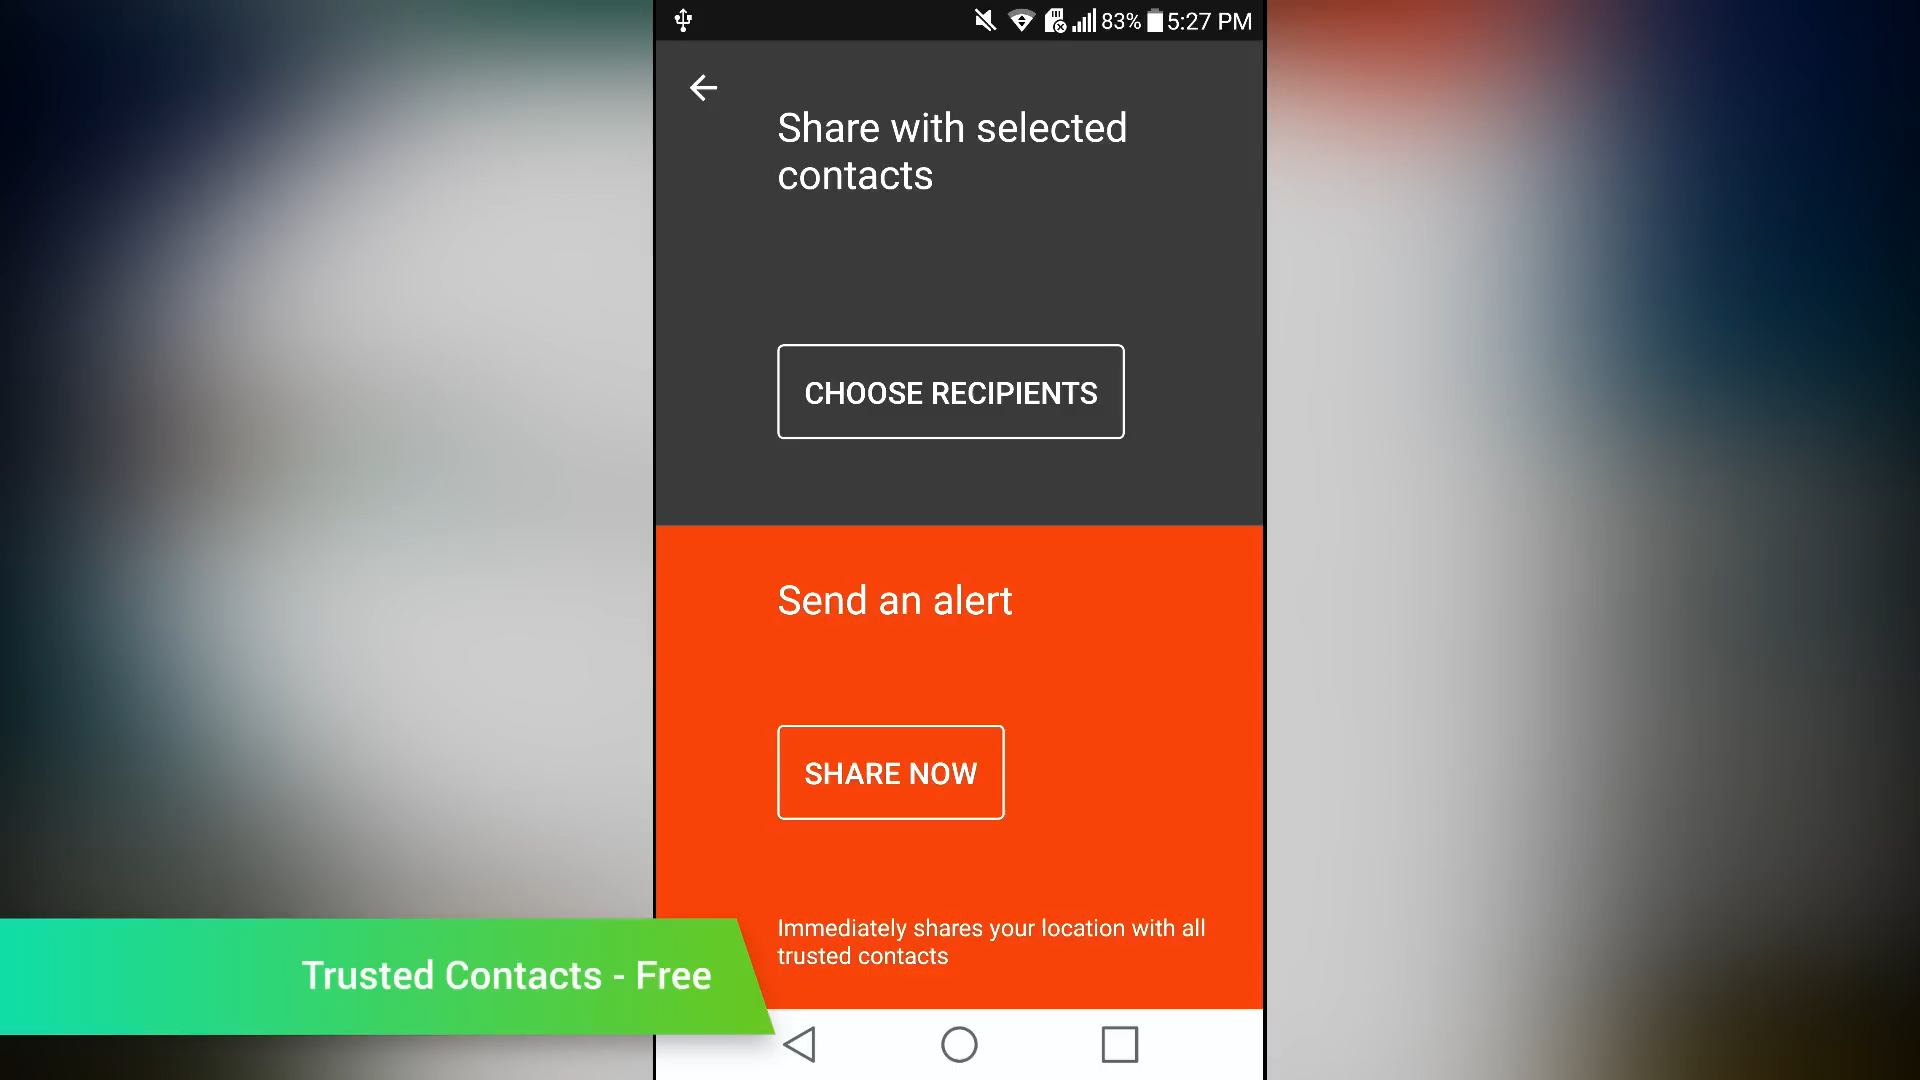 83% 5:27 PM
Share with selected
contacts
CHOOSE RECIPIENTS
Send an alert
SHARE NOW
Immediately shares your location with all
trusted contacts
Trusted Contacts - Free